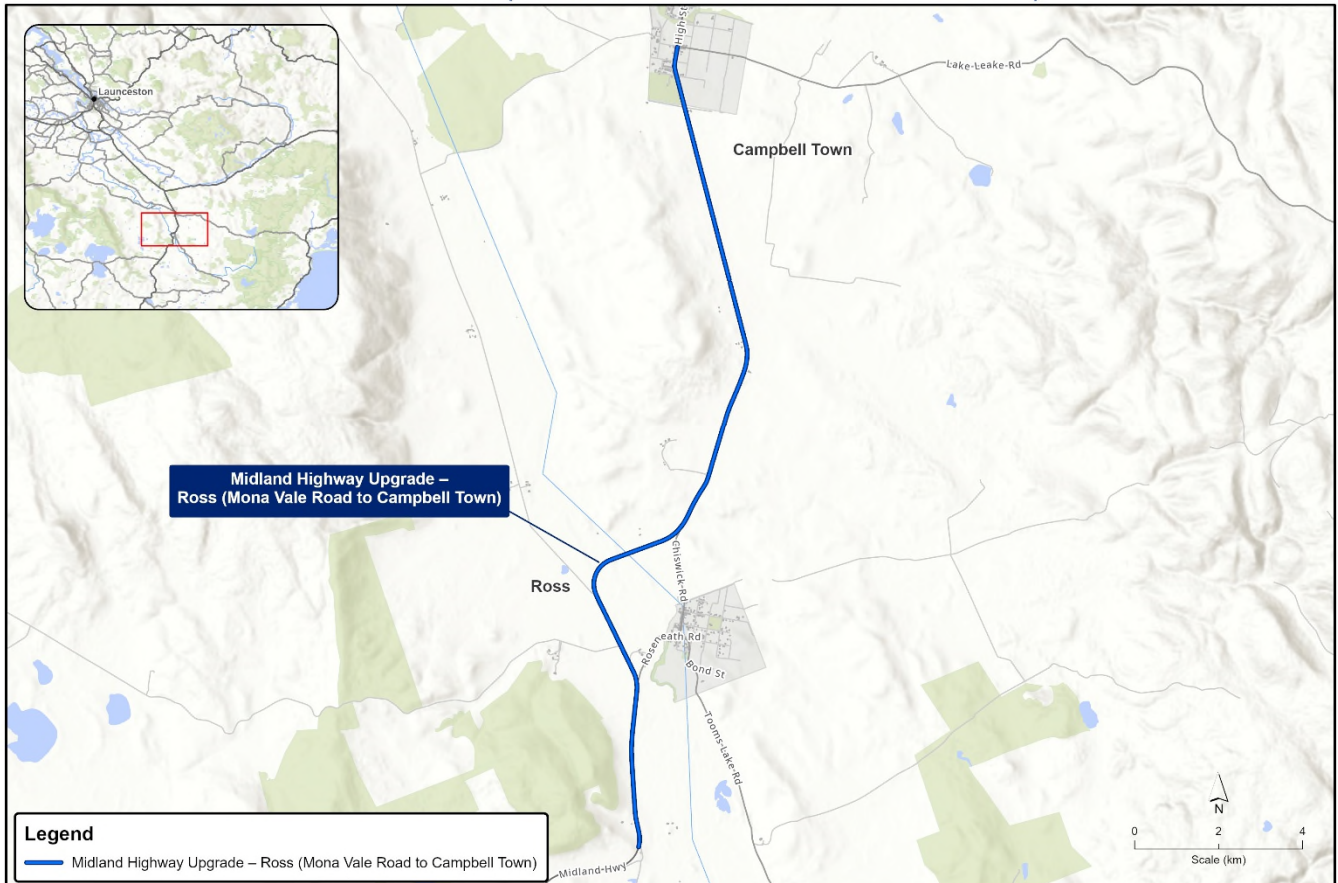 Launceston
High-St
Lake-Leake-Rd
Campbell Town
Midland Highway Upgrade –
Ross (Mona Vale Road to Campbell Town)
Chiswick-Rd
Ross
Roseneath Rd
Bond St
Tooms-Lake-Rd
Midland-Hwy
Legend
Midland Highway Upgrade – Ross (Mona Vale Road to Campbell Town)
N
0 2 4
Scale (km)